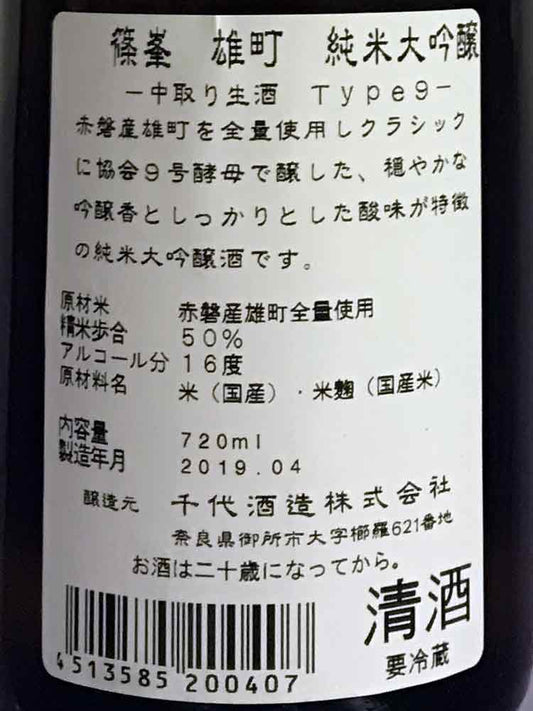 篠峯 雄町 純米大吟醸
－中取り生酒 Type9－
赤磐産雄町を全量使用しクラシック
に協会９号酵母で醸した、穏やかな
吟醸香としっかりとした酸味が特徴
の純米大吟醸酒です。
原材米 赤磐産雄町全量使用
精米歩合 ５０％
アルコール分 １６度
原材料名 米（国産）・米麹（国産米）
内容量 720ml
製造年月 2019.04
醸造元 千代酒造株式会社
奈良県御所市大字櫛羅621番地
お酒は二十歳になってから。
清酒
要冷蔵
4 513585 200407